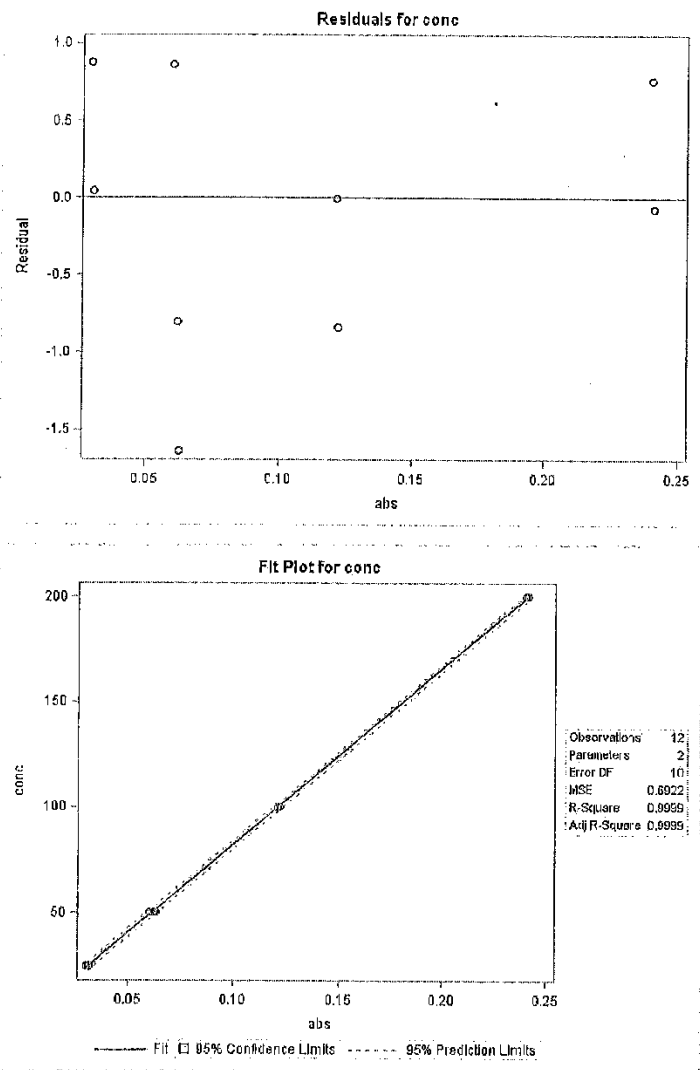 Residuals for conc
1.0
0.5
0.0
-0.5
-1.0
-1.5
Residual
0.05
0.10
0.15
0.20
0.25
abs
Fit Plot for conc
200
150
100
50
conc
0.05
0.10
0.15
0.20
0.25
abs
Observations 12
Parameters 2
Error DF 10
MSE 0.6922
R-Square 0.9999
Adj R-Square 0.9999
Fit 95% Confidence Limits 95% Prediction Limits